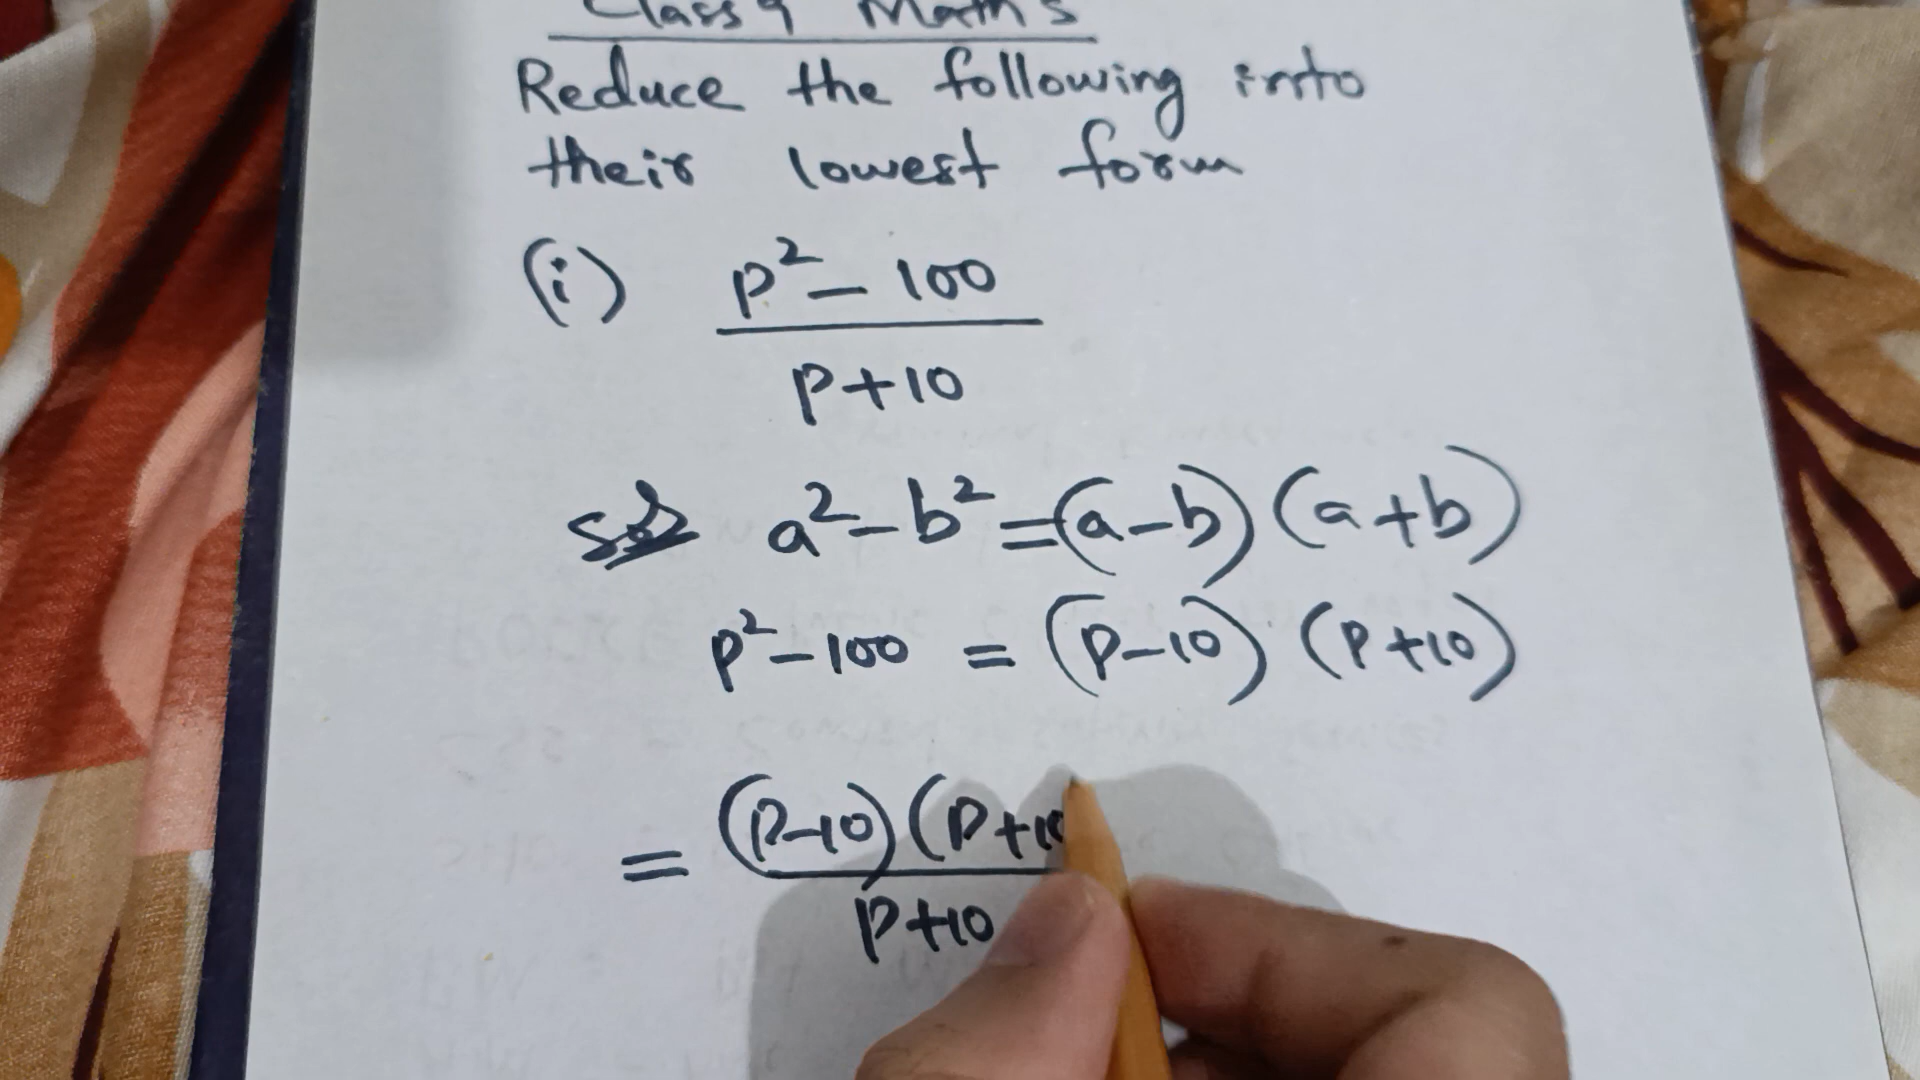 Class 9 Maths
Reduce the following into
their lowest form
(i) p² - 100
p+10
Sol a² - b² = (a-b) (a+b)
p² - 100 = (p-10) (p+10)
= (p-10) (p+10
p+10